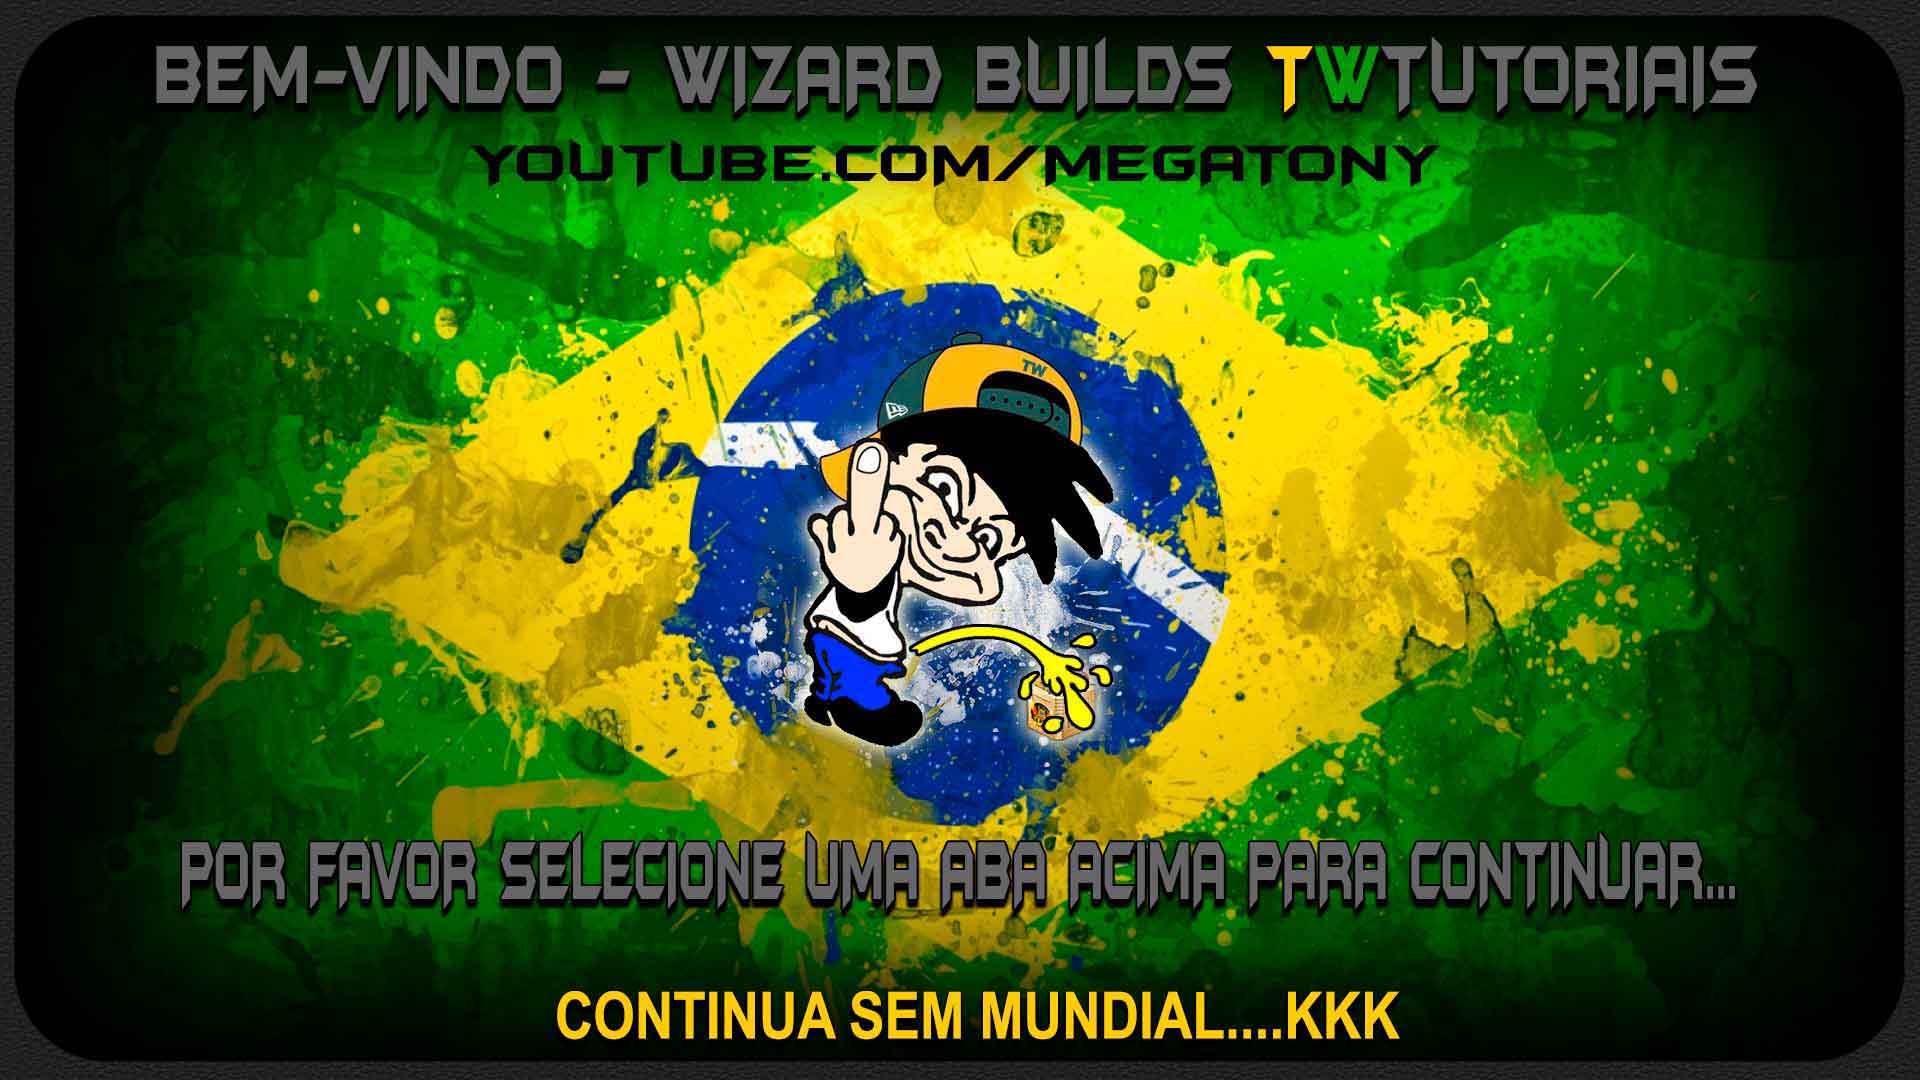 BEM-VINDO - WIZARD BUILDS TWTUTORIAIS
YOUTUBE.COM/MEGATONY
TW
POR FAVOR SELECIONE UMA ABA ACIMA PARA CONTINUAR...
CONTINUA SEM MUNDIAL....KKK